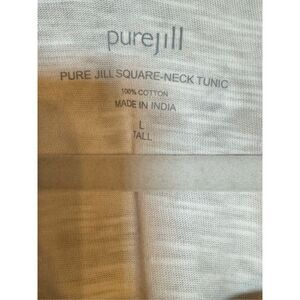 purejill
PURE JILL SQUARE-NECK TUNIC
100% COTTON
MADE IN INDIA
L
TALL